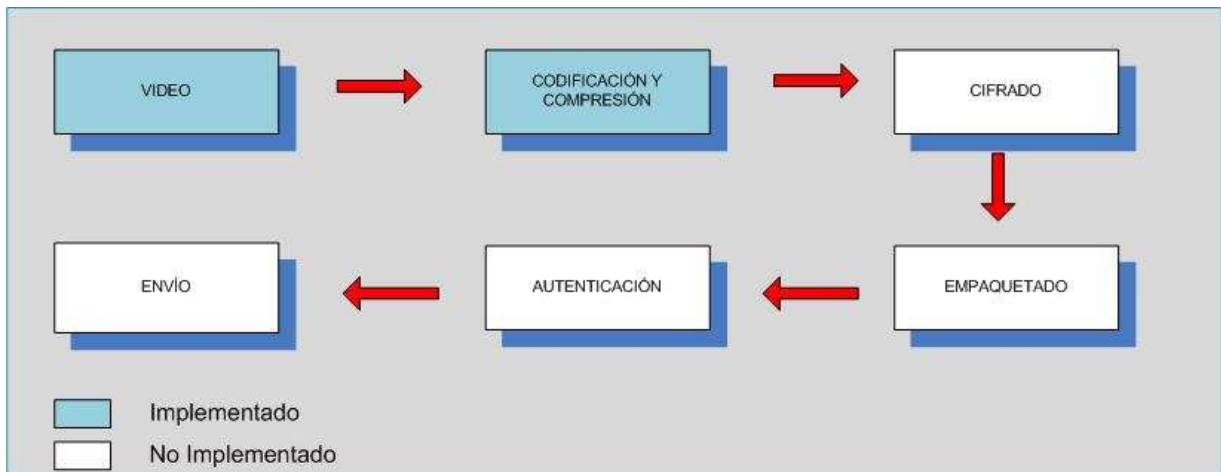 VIDEO
CODIFICACIÓN Y
COMPRESIÓN
CIFRADO
ENVÍO
AUTENTICACIÓN
EMPAQUETADO
Implementado
No Implementado